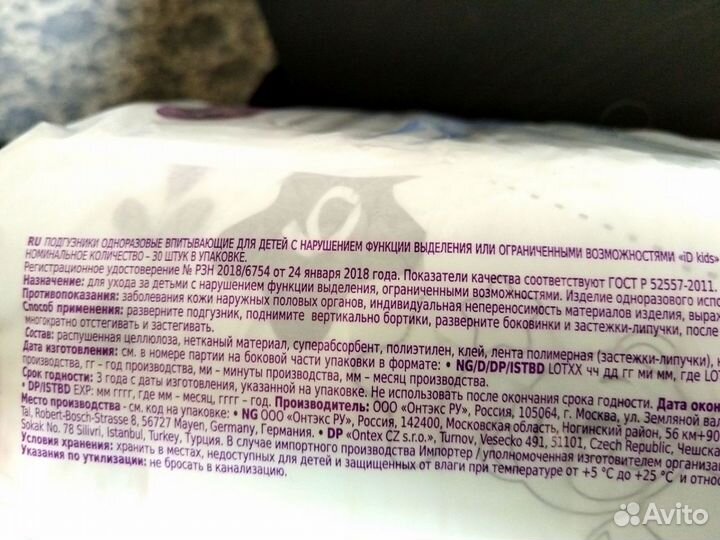 RU ПОДГУЗНИКИ ОДНОРАЗОВЫЕ ВПИТЫВАЮЩИЕ ДЛЯ ДЕТЕЙ С НАРУШЕНИЕМ ФУНКЦИИ ВЫДЕЛЕНИЯ ИЛИ ОГРАНИЧЕННЫМИ ВОЗМОЖНОСТЯМИ «iD kids»
НОМИНАЛЬНОЕ КОЛИЧЕСТВО – 30 ШТУК В УПАКОВКЕ.
Регистрационное удостоверение № РЗН 2018/6754 от 24 января 2018 года. Показатели качества соответствуют ГОСТ Р 52557-2011.
Назначение: для ухода за детьми с нарушением функции выделения, ограниченными возможностями. Изделие одноразового испо
Противопоказания: заболевания кожи наружных половых органов, индивидуальная непереносимость материалов изделия, выра
Способ применения: разверните подгузник, поднимите вертикально бортики, разверните боковинки и застежки-липучки, после
многократно отстегивать и застегивать.
Состав: распушенная целлюлоза, нетканый материал, суперабсорбент, полиэтилен, клей, лента полимерная (застежки-липучки),
Дата изготовления: см. в номере партии на боковой части упаковки в формате: • NG/D/DP/ISTBD LOTXX чч дд гг ми мм, где LO
производства, гг – год производства, ми – минуты производства, мм – месяц производства.
Срок годности: 3 года с даты изготовления, указанной на упаковке. Не использовать после окончания срока годности. Дата окон
• DP/ISTBD EXP: мм гггг, где мм – месяц, гггг – год. Производитель: ООО «Онтэкс РУ», Россия, 105064, г. Москва, ул. Земляной вал
Место производства - см. код на упаковке: • NG ООО «Онтэкс РУ», Россия, 142400, Московская область, Ногинский район, 56 км+90
Tal, Robert-Bosch-Strasse 8, 56727 Mayen, Germany, Германия. • DP «Ontex CZ s.r.o.», Turnov, Vesecko 491, 51101, Czech Republic, Чешска
Sokak No. 78 Silivri, Istanbul, Turkey, Турция. В случае импортного производства Импортер / уполномоченная изготовителем организа
Условия хранения: хранить в местах, недоступных для детей и защищенных от влаги при температуре от +5 °C до +25 °C и относ
Указания по утилизации: не бросать в канализацию.
Avito